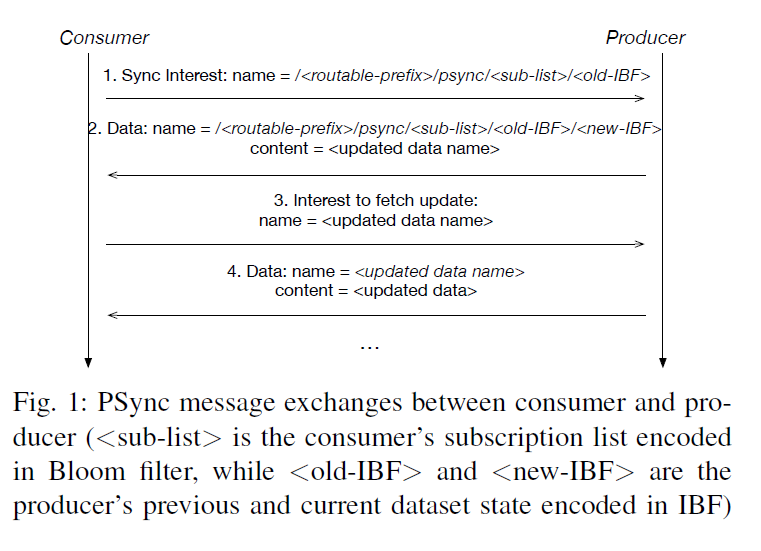 Consumer Producer
1. Sync Interest: name = /<routable-prefix>/psync/<sub-list>/<old-IBF>
2. Data: name = /<routable-prefix>/psync/<sub-list>/<old-IBF>/<new-IBF>
content = <updated data name>
3. Interest to fetch update:
name = <updated data name>
4. Data: name = <updated data name>
content = <updated data>
...
Fig. 1: PSync message exchanges between consumer and pro-
ducer (<sub-list> is the consumer's subscription list encoded
in Bloom filter, while <old-IBF> and <new-IBF> are the
producer's previous and current dataset state encoded in IBF)